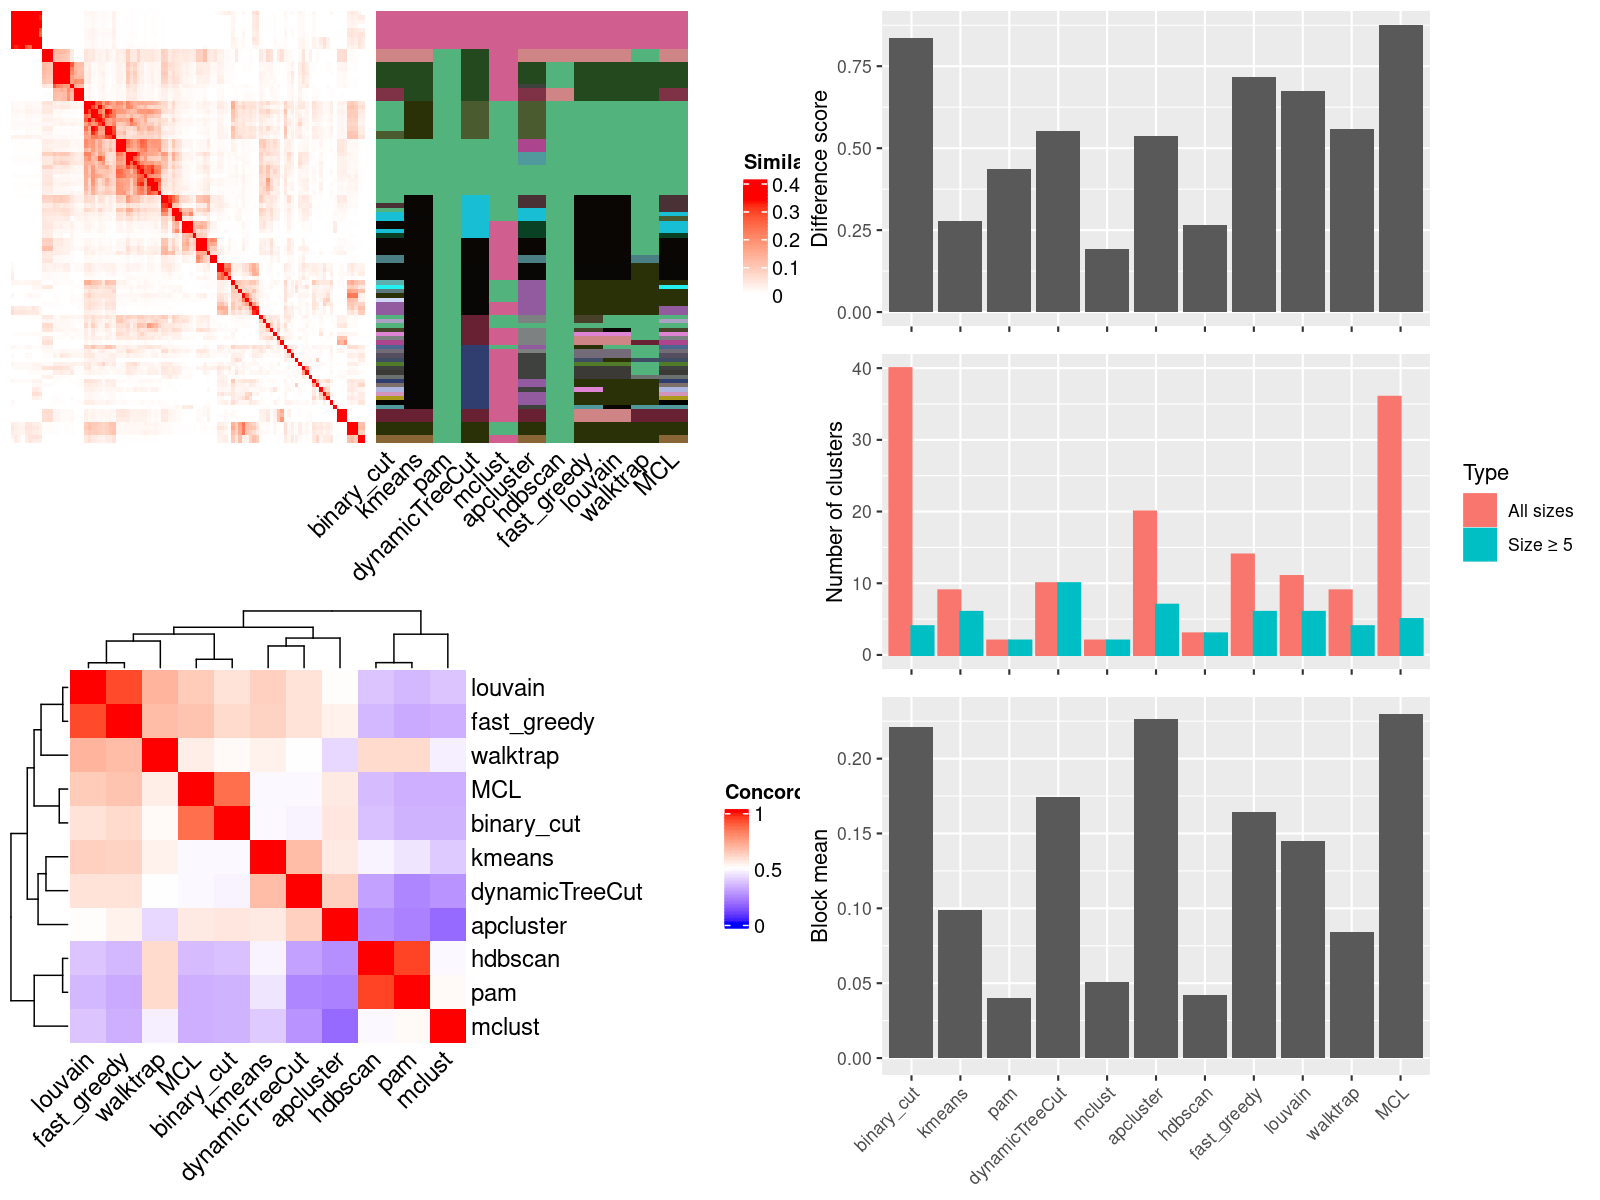 Simila
0.4
0.3
0.2
0.1
0
binary_cut
kmeans
pam
dynamicTreeCut
mclust
apcluster
hdbscan
fast_greedy
louvain
walktrap
MCL
louvain
fast_greedy
walktrap
MCL
binary_cut
kmeans
dynamicTreeCut
apcluster
hdbscan
pam
mclust
louvain
fast_greedy
walktrap
MCL
binary_cut
kmeans
dynamicTreeCut
apcluster
hdbscan
pam
mclust
Concord
1
0.5
0
Difference score
0.75
0.50
0.25
0.00
Number of clusters
40
30
20
10
0
Type
All sizes
Size ≥ 5
Block mean
0.20
0.15
0.10
0.05
0.00
binary_cut
kmeans
pam
dynamicTreeCut
mclust
apcluster
hdbscan
fast_greedy
louvain
walktrap
MCL